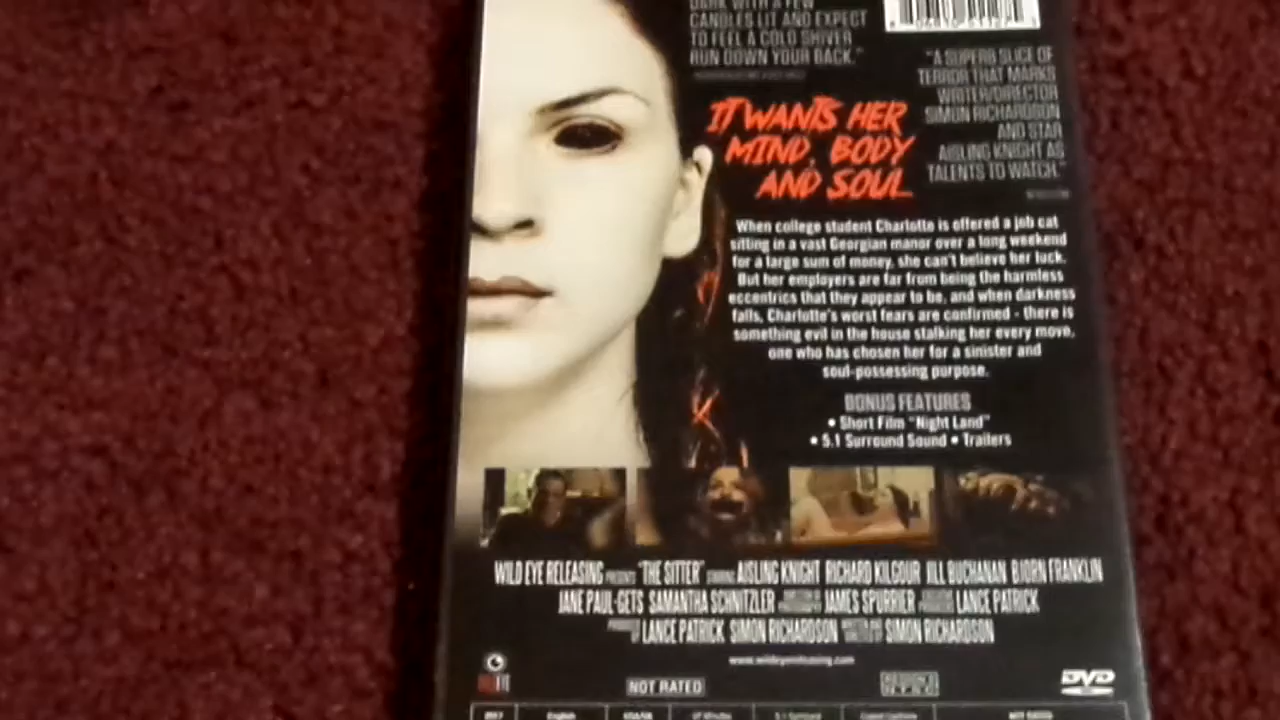 DARK WITH A FEW
CANDLES LIT AND EXPECT
TO FEEL A COLD SHIVER
RUN DOWN YOUR BACK."
"A SUPERB SLICE OF
TERROR THAT MARKS
WRITER/DIRECTOR
SIMON RICHARDSON
AND STAR
AISLING KNIGHT AS
TALENTS TO WATCH."
IT WANTS HER
MIND, BODY
AND SOUL
When college student Charlotte is offered a job cat
sitting in a vast Georgian manor over a long weekend
for a large sum of money, she can't believe her luck.
But her employers are far from being the harmless
eccentrics that they appear to be, and when darkness
falls, Charlotte's worst fears are confirmed - there is
something evil in the house stalking her every move,
one who has chosen her for a sinister and
soul-possessing purpose.
BONUS FEATURES
• Short Film "Night Land"
• 5.1 Surround Sound • Trailers
WILD EYE RELEASING PRESENTS "THE SITTER" STARRING AISLING KNIGHT RICHARD KILGOUR JILL BUCHANAN BJORN FRANKLIN
JANE PAUL-GETS SAMANTHA SCHNITZLER JAMES SPURRIER LANCE PATRICK
LANCE PATRICK SIMON RICHARDSON SIMON RICHARDSON
www.wildeyereleasing.com
NOT RATED
DVD
2017 English 5.1 Surround